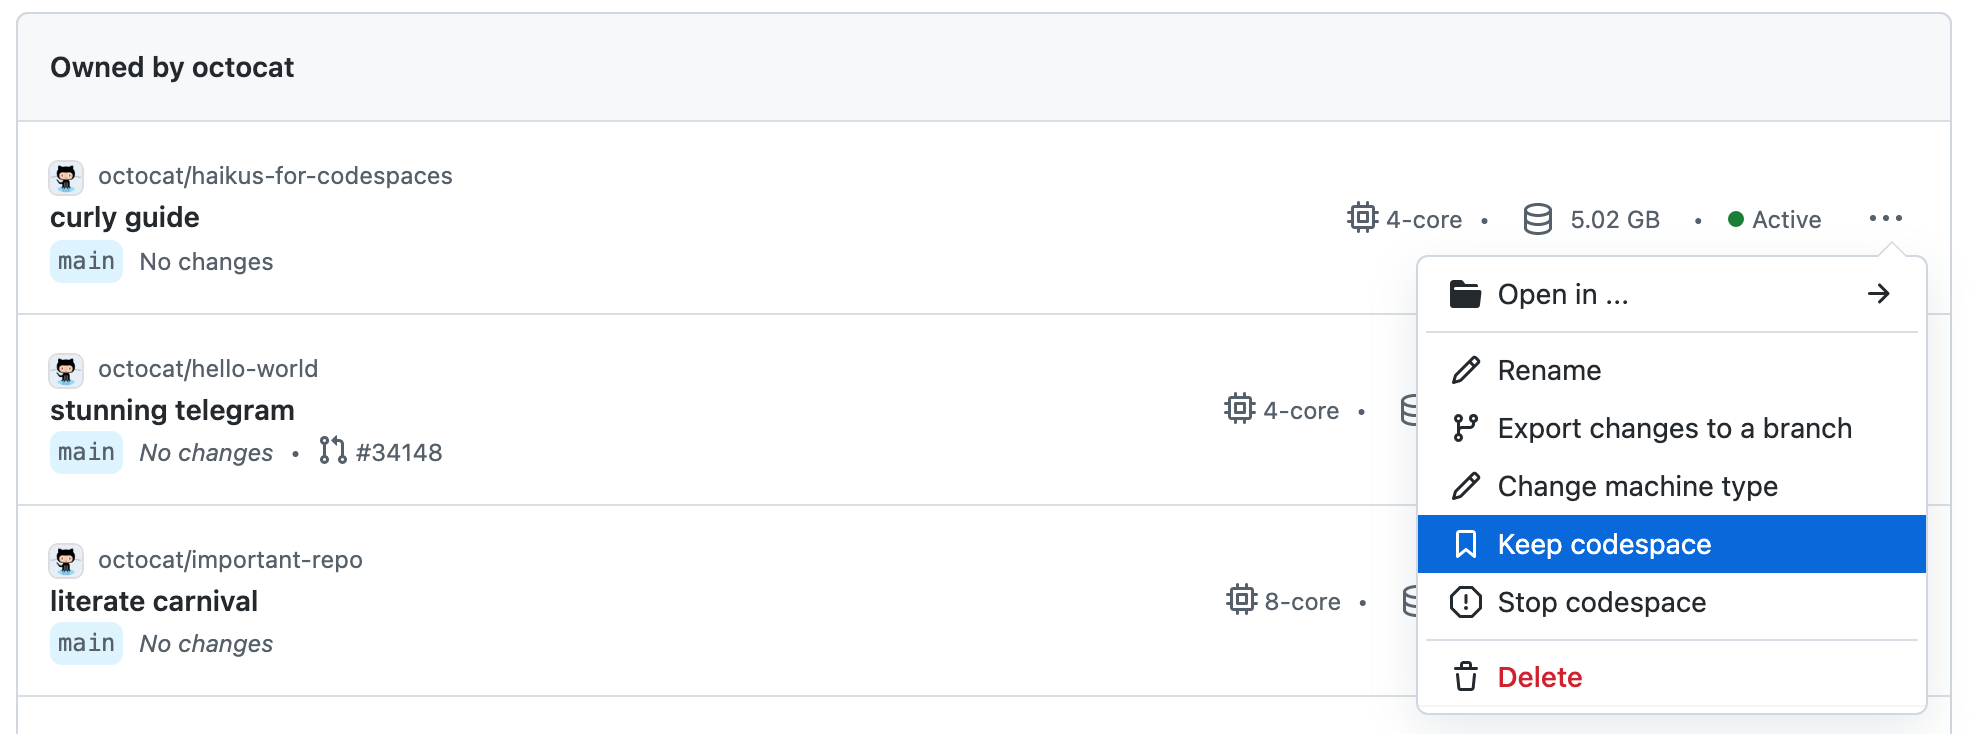 Owned by octocat
octocat/haikus-for-codespaces
curly guide
4-core • 5.02 GB • Active ...
main No changes
Open in ...
octocat/hello-world
Rename
stunning telegram
4-core •
Export changes to a branch
main No changes • #34148
Change machine type
Keep codespace
octocat/important-repo
literate carnival
8-core •
Stop codespace
main No changes
Delete